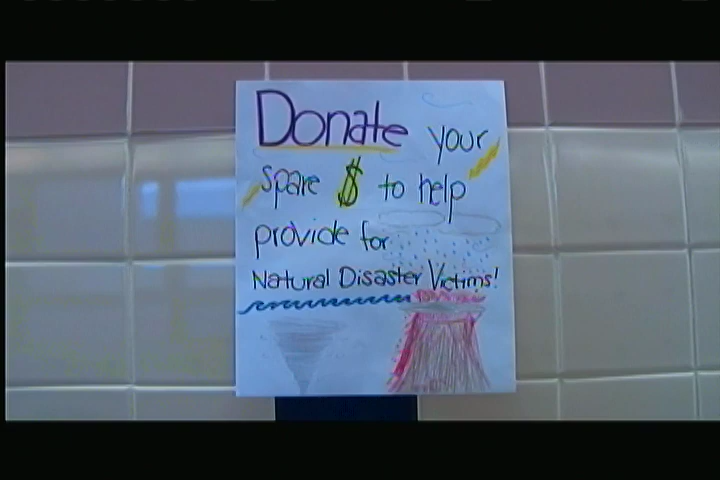 Donate your
spare $ to help
provide for
Natural Disaster Victims!